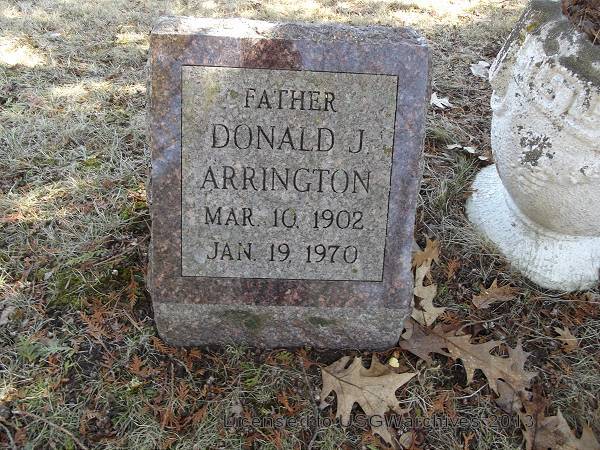 FATHER
DONALD J.
ARRINGTON
MAR. 10. 1902
JAN. 19. 1970
Licensed to USGWarchives 2013